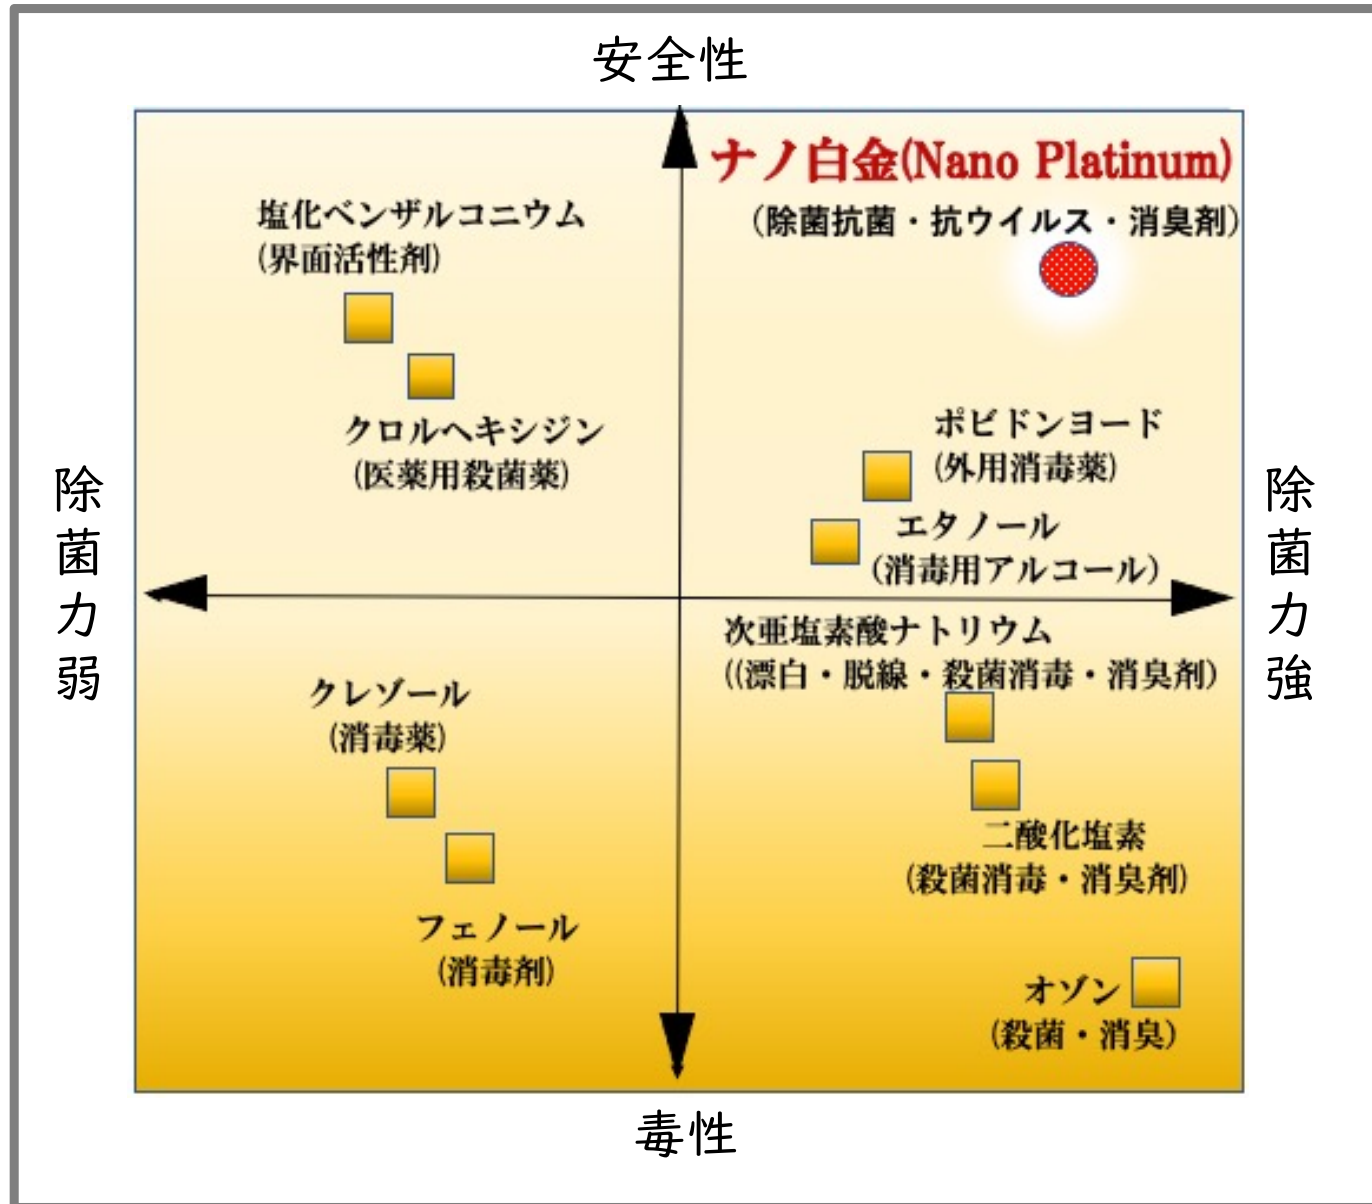 安全性
ナノ白金(Nano Platinum)
(除菌抗菌・抗ウイルス・消臭剤)
塩化ベンザルコニウム
(界面活性剤)
クロルヘキシジン
(医薬用殺菌薬)
ポビドンヨード
(外用消毒薬)
エタノール
(消毒用アルコール)
除菌力弱
除菌力強
次亜塩素酸ナトリウム
((漂白・脱線・殺菌消毒・消臭剤)
クレゾール
(消毒薬)
二酸化塩素
(殺菌消毒・消臭剤)
フェノール
(消毒剤)
オゾン
(殺菌・消臭)
毒性